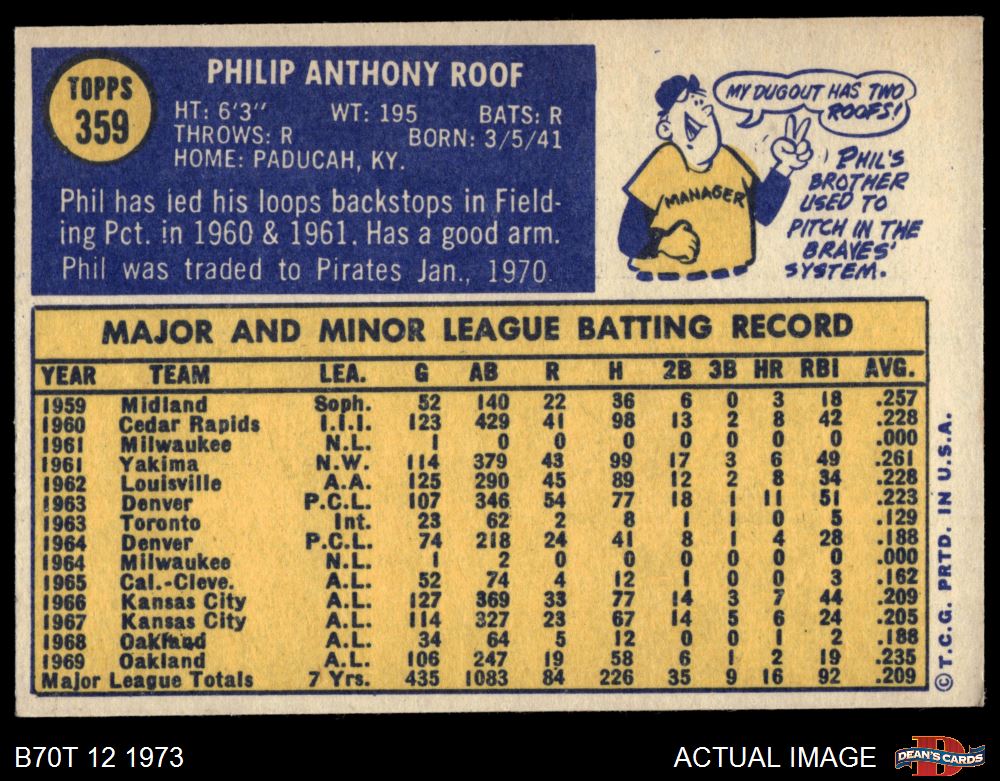 TOPPS
359
PHILIP ANTHONY ROOF
HT: 6'3" WT: 195 BATS: R
THROWS: R BORN: 3/5/41
HOME: PADUCAH, KY.
Phil has led his loops backstops in Field-
ing Pct. in 1960 & 1961. Has a good arm.
Phil was traded to Pirates Jan., 1970.
MY DUGOUT HAS TWO
ROOFS!
MANAGER
PHIL'S
BROTHER
USED TO
PITCH IN THE
BRAVES'
SYSTEM.
MAJOR AND MINOR LEAGUE BATTING RECORD
YEAR TEAM LEA. G AB R H 2B 3B HR RBI AVG.
1959 Midland Soph. 52 140 22 36 6 0 3 18 .257
1960 Cedar Rapids I.I.I. 123 429 41 98 13 2 8 42 .228
1961 Milwaukee N.L. 1 0 0 0 0 0 0 0 .000
1961 Yakima N.W. 114 379 43 99 17 3 6 49 .261
1962 Louisville A.A. 125 290 45 89 12 2 8 34 .228
1963 Denver P.C.L. 107 346 54 77 18 1 11 51 .223
1963 Toronto Int. 23 62 2 8 1 1 0 5 .129
1964 Denver P.C.L. 74 218 24 41 8 1 4 28 .188
1964 Milwaukee N.L. 1 2 0 0 0 0 0 0 .000
1965 Cal.-Cleve. A.L. 52 74 4 12 1 0 0 3 .162
1966 Kansas City A.L. 127 369 33 77 14 3 7 44 .209
1967 Kansas City A.L. 114 327 23 67 14 5 6 24 .205
1968 Oakland A.L. 34 64 5 12 0 0 1 2 .188
1969 Oakland A.L. 106 247 19 58 6 1 2 19 .235
Major League Totals 7 Yrs. 435 1083 84 226 35 9 16 92 .209
© T.C.G. PRTD. IN U.S.A.
B70T 12 1973
ACTUAL IMAGE
D
DEAN'S CARDS